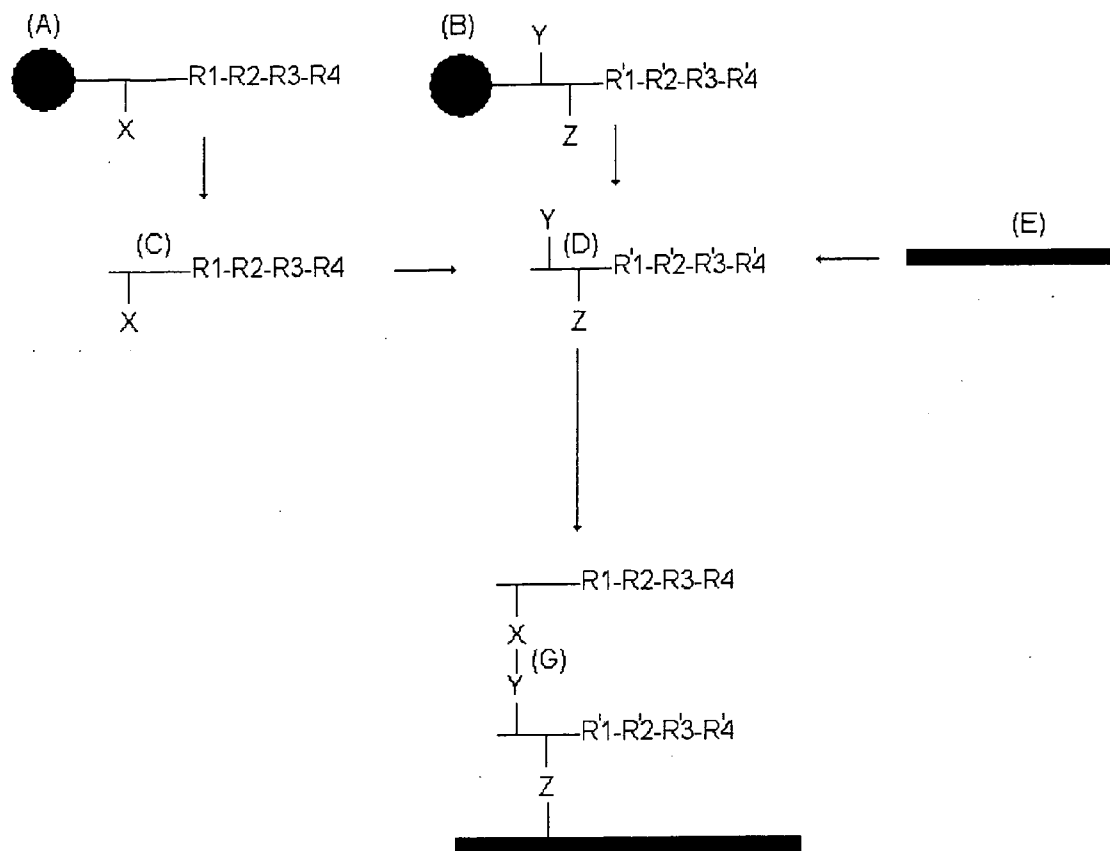 (A) (B)
Y
R1-R2-R3-R4 R'1-R'2-R'3-R'4
X Z
Y
(C) (D) (E)
R1-R2-R3-R4 R'1-R'2-R'3-R'4
X Z
R1-R2-R3-R4
X
(G)
Y
R'1-R'2-R'3-R'4
Z